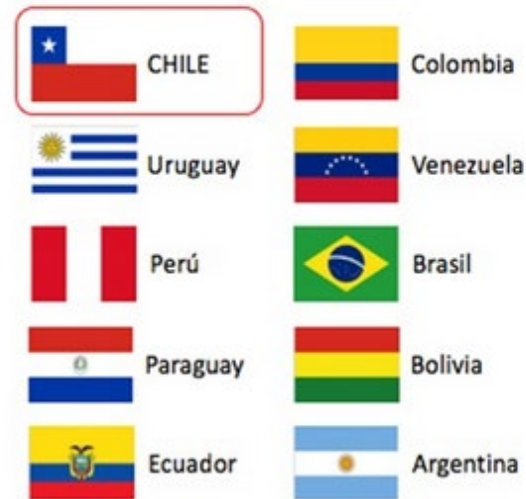 CHILE
Colombia
Uruguay
Venezuela
Perú
Brasil
Paraguay
Bolivia
Ecuador
Argentina